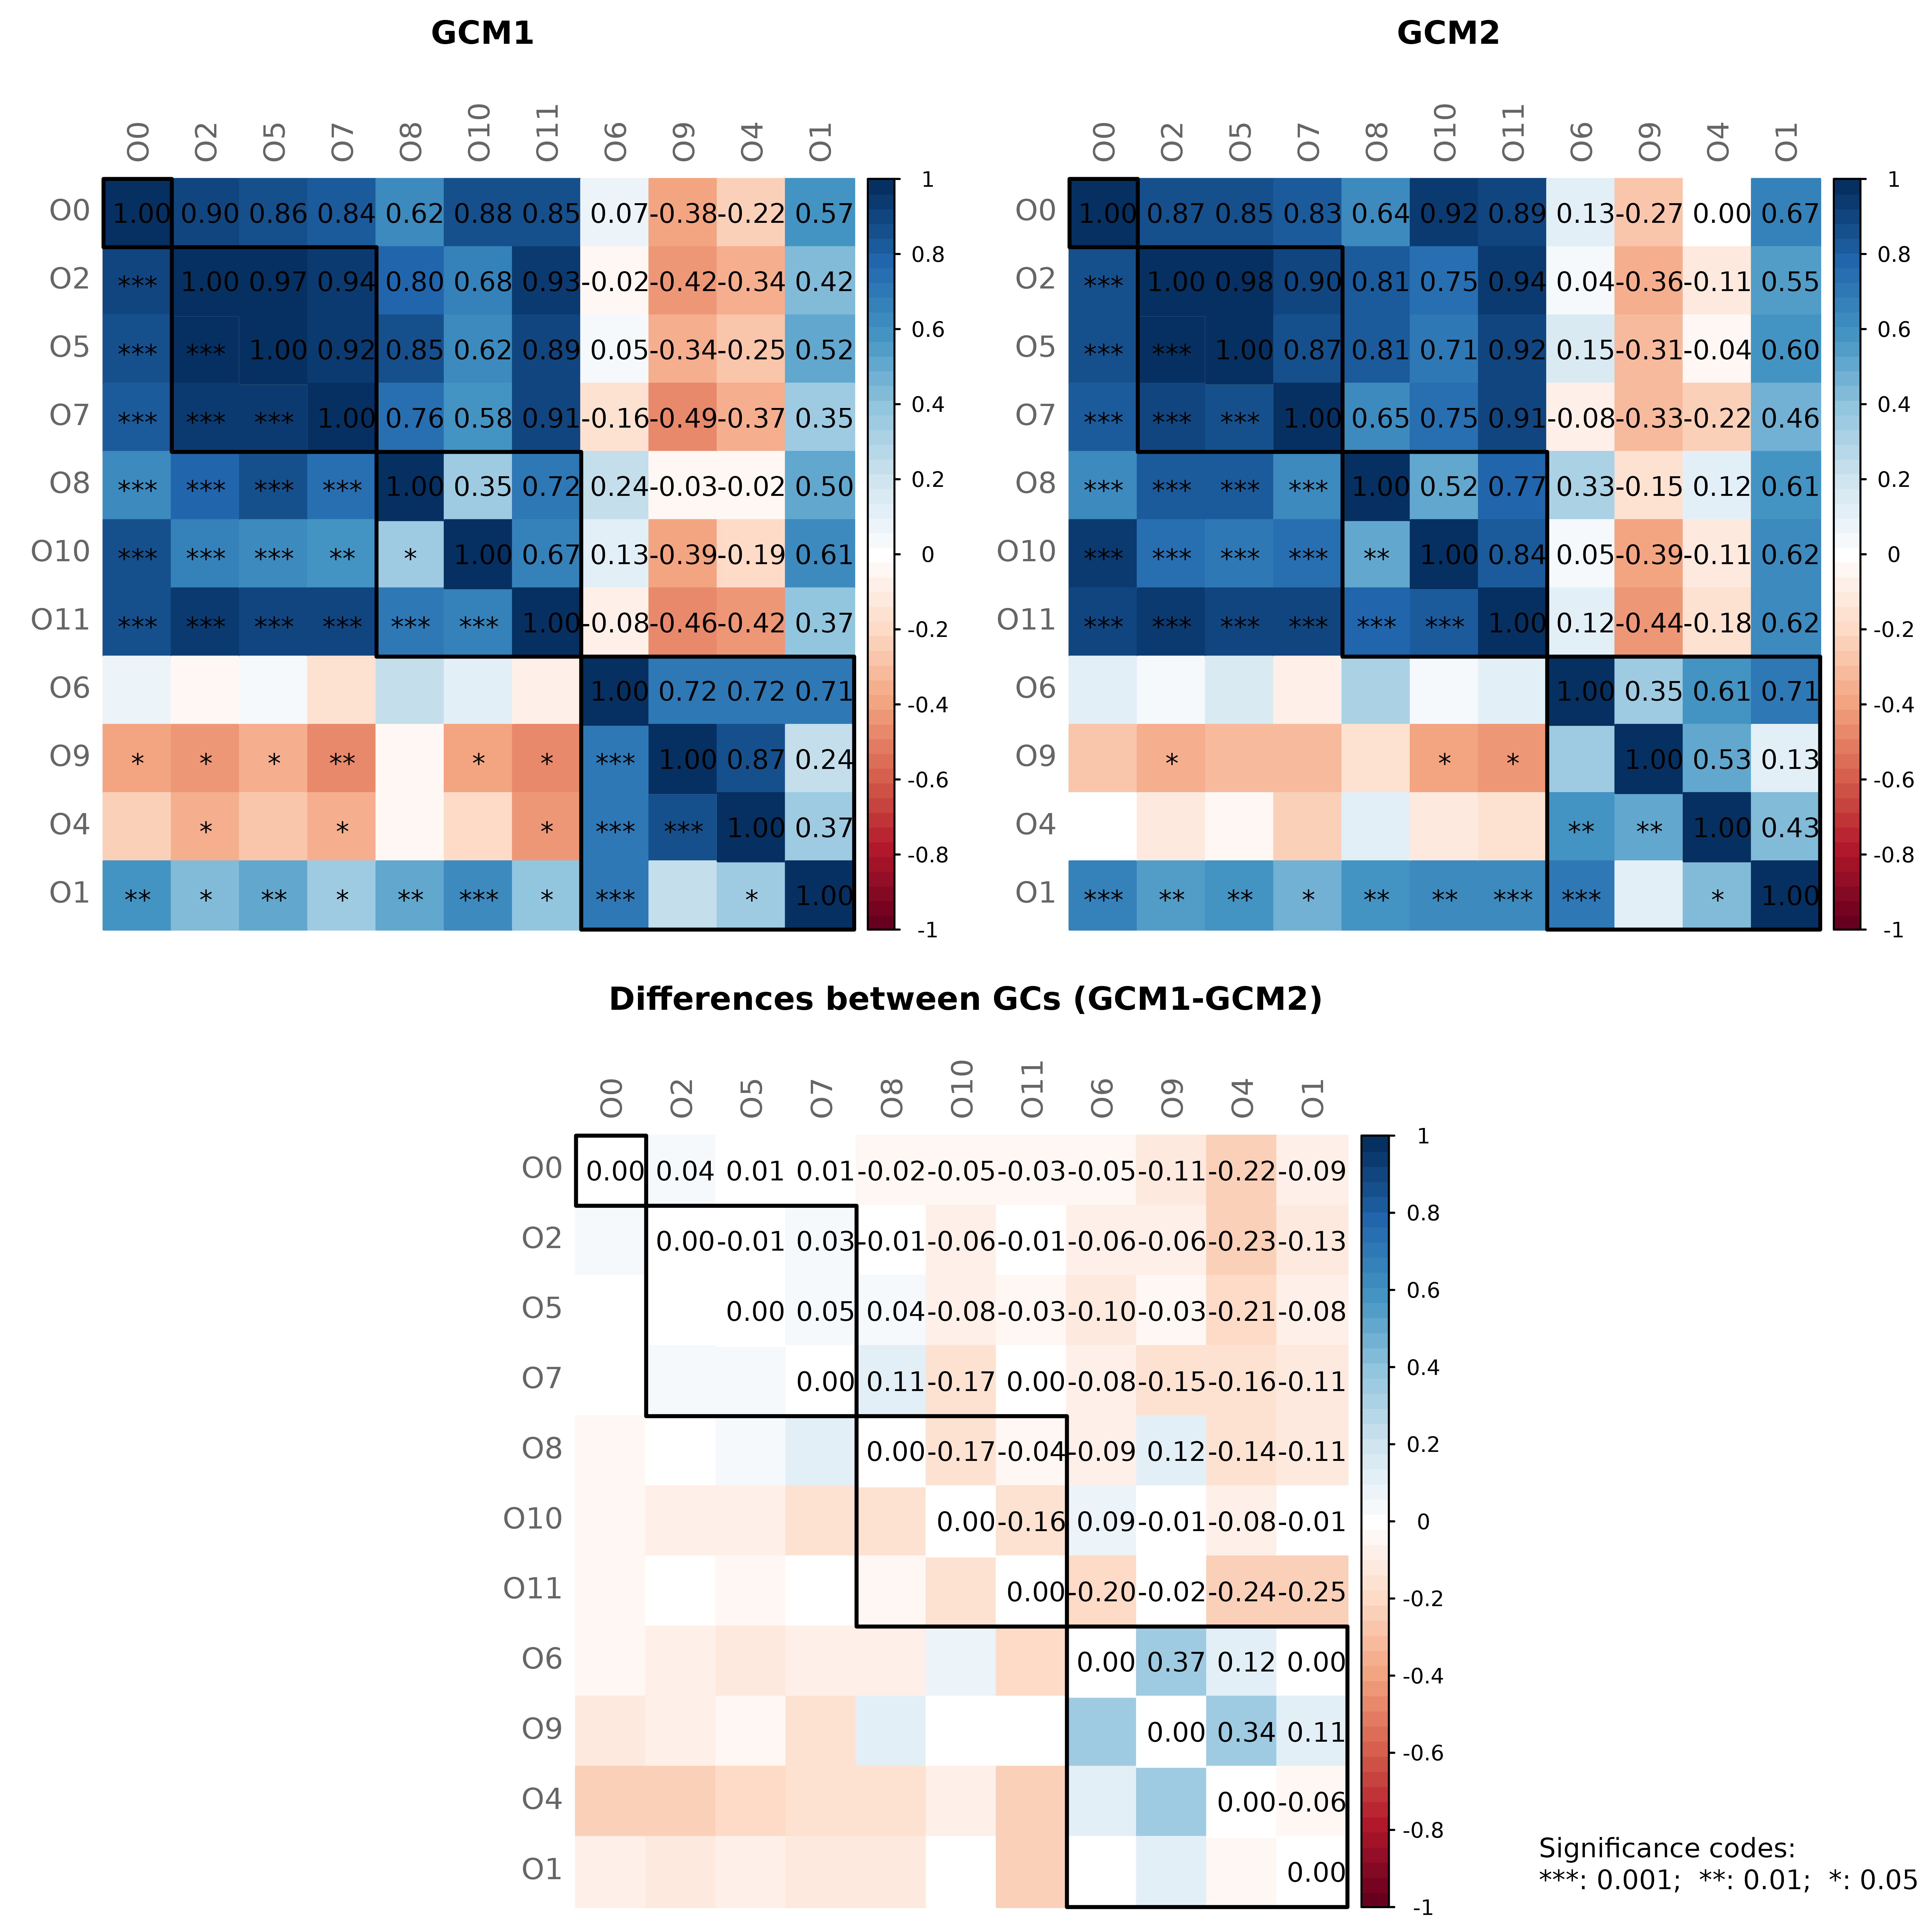 GCM1
O0 O2 O5 O7 O8 O10 O11 O6 O9 O4 O1
O0 1.00 0.90 0.86 0.84 0.62 0.88 0.85 0.07 -0.38 -0.22 0.57
O2 *** 1.00 0.97 0.94 0.80 0.68 0.93 -0.02 -0.42 -0.34 0.42
O5 *** *** 1.00 0.92 0.85 0.62 0.89 0.05 -0.34 -0.25 0.52
O7 *** *** *** 1.00 0.76 0.58 0.91 -0.16 -0.49 -0.37 0.35
O8 *** *** *** *** 1.00 0.35 0.72 0.24 -0.03 -0.02 0.50
O10 *** *** *** ** * 1.00 0.67 0.13 -0.39 -0.19 0.61
O11 *** *** *** *** *** *** 1.00 -0.08 -0.46 -0.42 0.37
O6 1.00 0.72 0.72 0.71
O9 * * * ** * * *** 1.00 0.87 0.24
O4 * * * *** *** 1.00 0.37
O1 ** * ** * ** *** * *** * 1.00
1
0.8
0.6
0.4
0.2
0
-0.2
-0.4
-0.6
-0.8
-1
GCM2
O0 O2 O5 O7 O8 O10 O11 O6 O9 O4 O1
O0 1.00 0.87 0.85 0.83 0.64 0.92 0.89 0.13 -0.27 0.00 0.67
O2 *** 1.00 0.98 0.90 0.81 0.75 0.94 0.04 -0.36 -0.11 0.55
O5 *** *** 1.00 0.87 0.81 0.71 0.92 0.15 -0.31 -0.04 0.60
O7 *** *** *** 1.00 0.65 0.75 0.91 -0.08 -0.33 -0.22 0.46
O8 *** *** *** *** 1.00 0.52 0.77 0.33 -0.15 0.12 0.61
O10 *** *** *** *** ** 1.00 0.84 0.05 -0.39 -0.11 0.62
O11 *** *** *** *** *** *** 1.00 0.12 -0.44 -0.18 0.62
O6 1.00 0.35 0.61 0.71
O9 * * * 1.00 0.53 0.13
O4 ** ** 1.00 0.43
O1 *** ** ** * ** ** *** *** * 1.00
1
0.8
0.6
0.4
0.2
0
-0.2
-0.4
-0.6
-0.8
-1
Differences between GCs (GCM1-GCM2)
O0 O2 O5 O7 O8 O10 O11 O6 O9 O4 O1
O0 0.00 0.04 0.01 0.01 -0.02 -0.05 -0.03 -0.05 -0.11 -0.22 -0.09
O2 0.00 -0.01 0.03 -0.01 -0.06 -0.01 -0.06 -0.06 -0.23 -0.13
O5 0.00 0.05 0.04 -0.08 -0.03 -0.10 -0.03 -0.21 -0.08
O7 0.00 0.11 -0.17 0.00 -0.08 -0.15 -0.16 -0.11
O8 0.00 -0.17 -0.04 -0.09 0.12 -0.14 -0.11
O10 0.00 -0.16 0.09 -0.01 -0.08 -0.01
O11 0.00 -0.20 -0.02 -0.24 -0.25
O6 0.00 0.37 0.12 0.00
O9 0.00 0.34 0.11
O4 0.00 -0.06
O1 0.00
1
0.8
0.6
0.4
0.2
0
-0.2
-0.4
-0.6
-0.8
-1
Significance codes:
***: 0.001; **: 0.01; *: 0.05